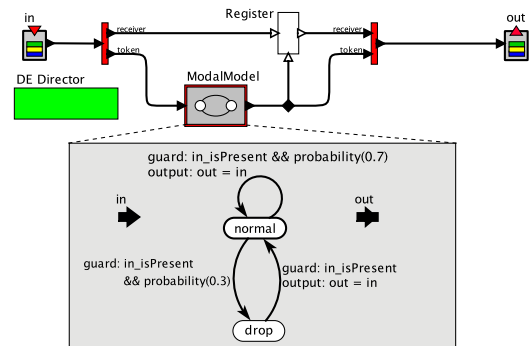 in
receiver
token
Register
receiver
token
out
DE Director
ModalModel
guard: in_isPresent && probability(0.7)
output: out = in
in
out
normal
guard: in_isPresent
&& probability(0.3)
guard: in_isPresent
output: out = in
drop